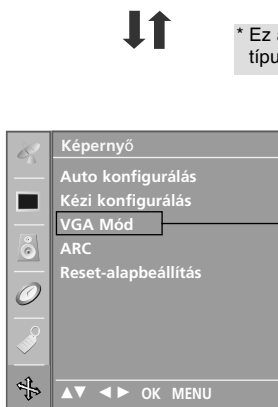 * Ez
típu
Képernyő
Auto konfigurálás
Kézi konfigurálás
VGA Mód
ARC
Reset-alapbeállítás
▲▼ ◄► OK MENU